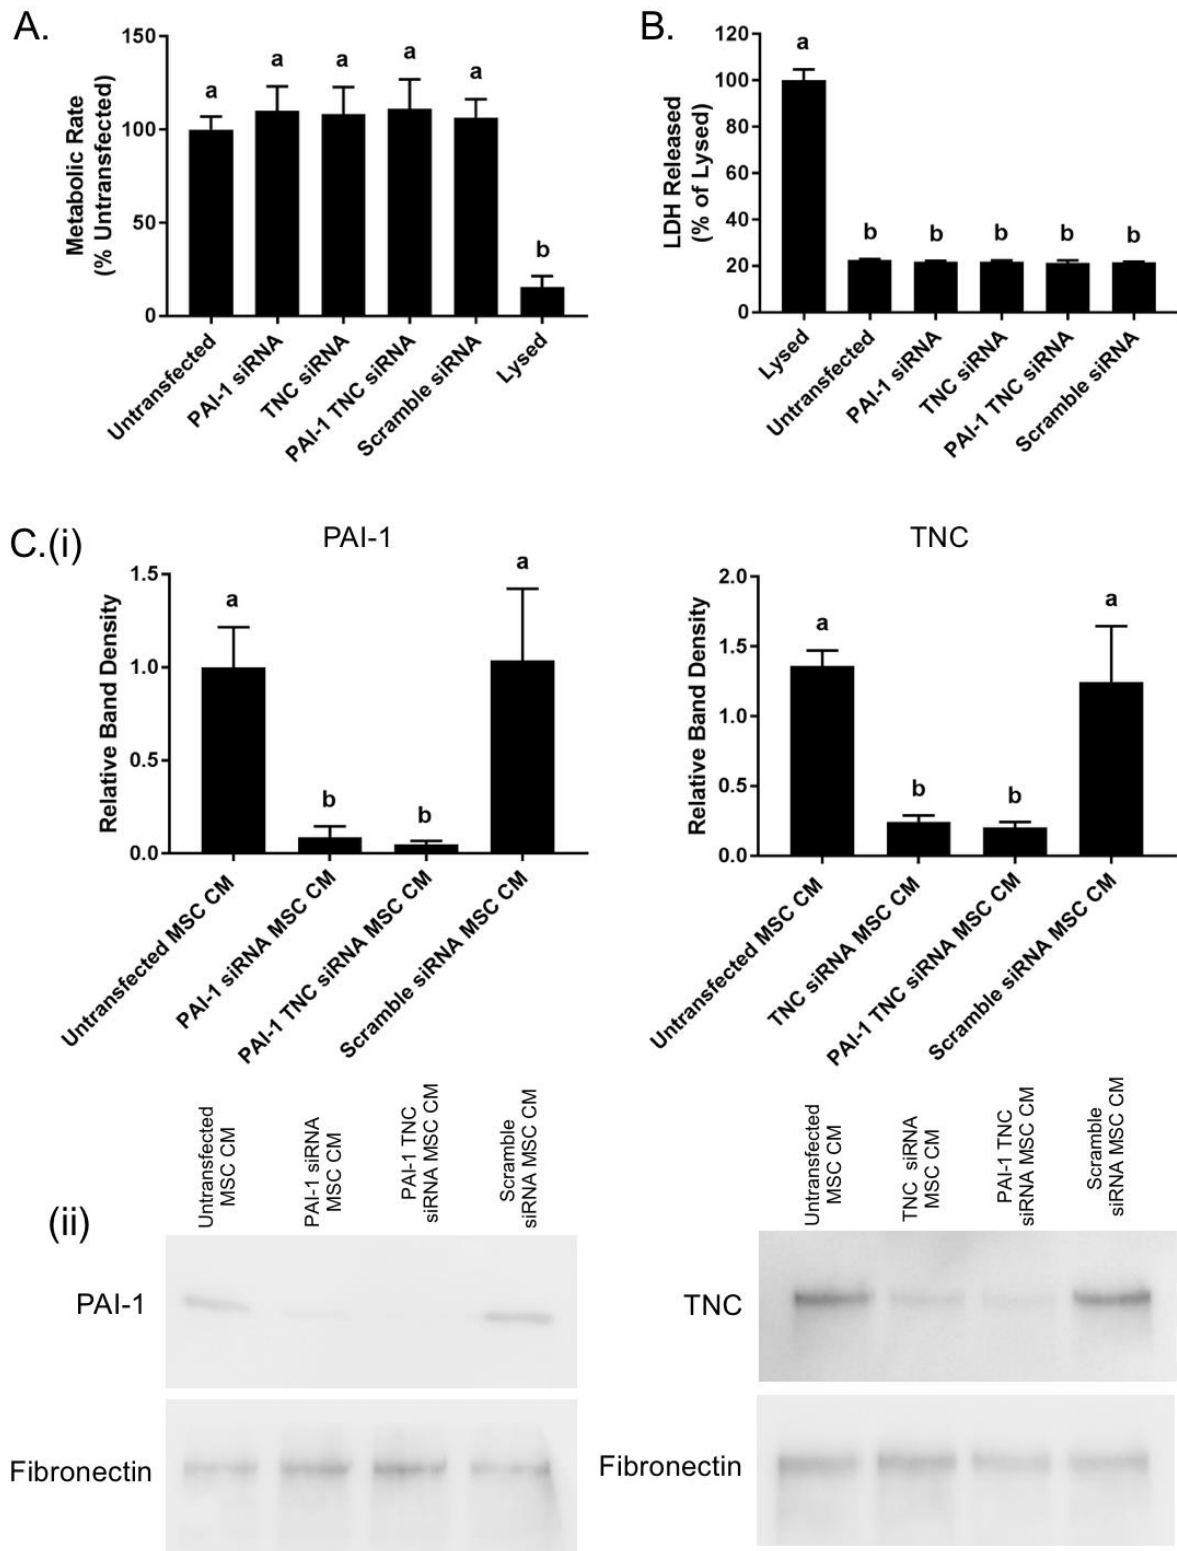 A.
150
100
50
0
Metabolic Rate
(% Untransfected)
a
a
a
a
a
b
Untransfected
PAI-1 siRNA
TNC siRNA
PAI-1 TNC siRNA
Scramble siRNA
Lysed
B.
120
100
80
60
40
20
0
LDH Released
(% of Lysed)
a
b
b
b
b
b
Lysed
Untransfected
PAI-1 siRNA
TNC siRNA
PAI-1 TNC siRNA
Scramble siRNA
C.(i)
PAI-1
1.5
1.0
0.5
0.0
Relative Band Density
a
b
b
a
Untransfected MSC CM
PAI-1 siRNA MSC CM
PAI-1 TNC siRNA MSC CM
Scramble siRNA MSC CM
TNC
2.0
1.5
1.0
0.5
0.0
Relative Band Density
a
b
b
a
Untransfected MSC CM
TNC siRNA MSC CM
PAI-1 TNC siRNA MSC CM
Scramble siRNA MSC CM
(ii)
Untransfected
MSC CM
PAI-1 siRNA
MSC CM
PAI-1 TNC
siRNA MSC CM
Scramble
siRNA MSC CM
PAI-1
Fibronectin
Untransfected
MSC CM
TNC siRNA
MSC CM
PAI-1 TNC
siRNA MSC CM
Scramble
siRNA MSC CM
TNC
Fibronectin